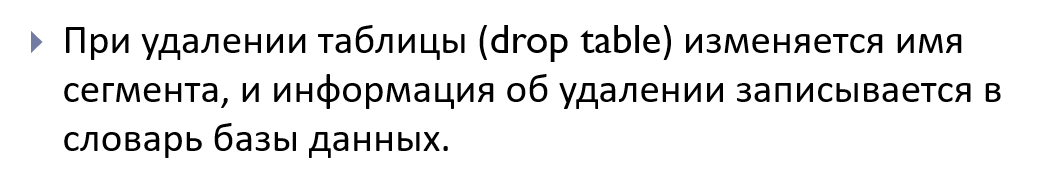 При удалении таблицы (drop table) изменяется имя
сегмента, и информация об удалении записывается в
словарь базы данных.